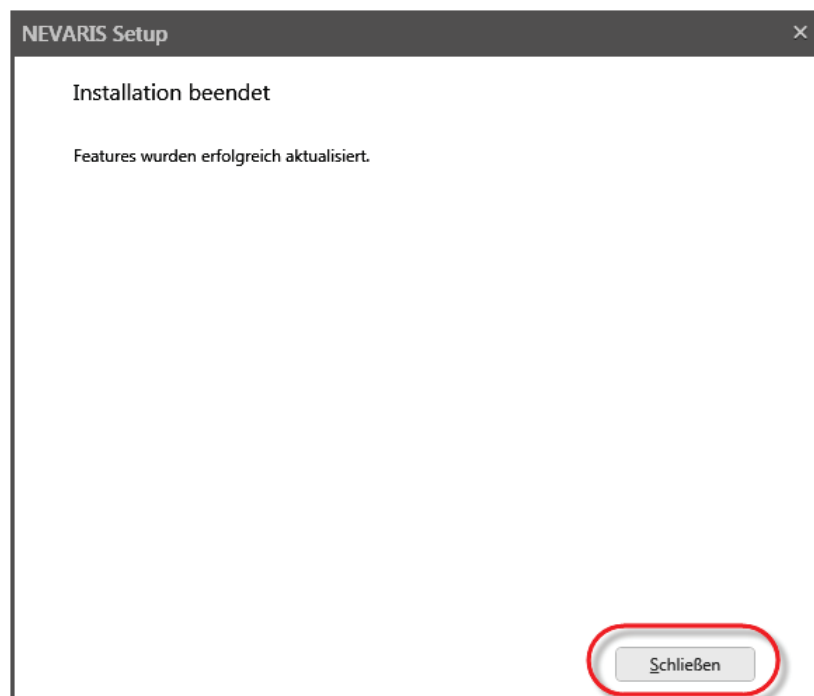 NEVARIS Setup
Installation beendet
Features wurden erfolgreich aktualisiert.
Schließen